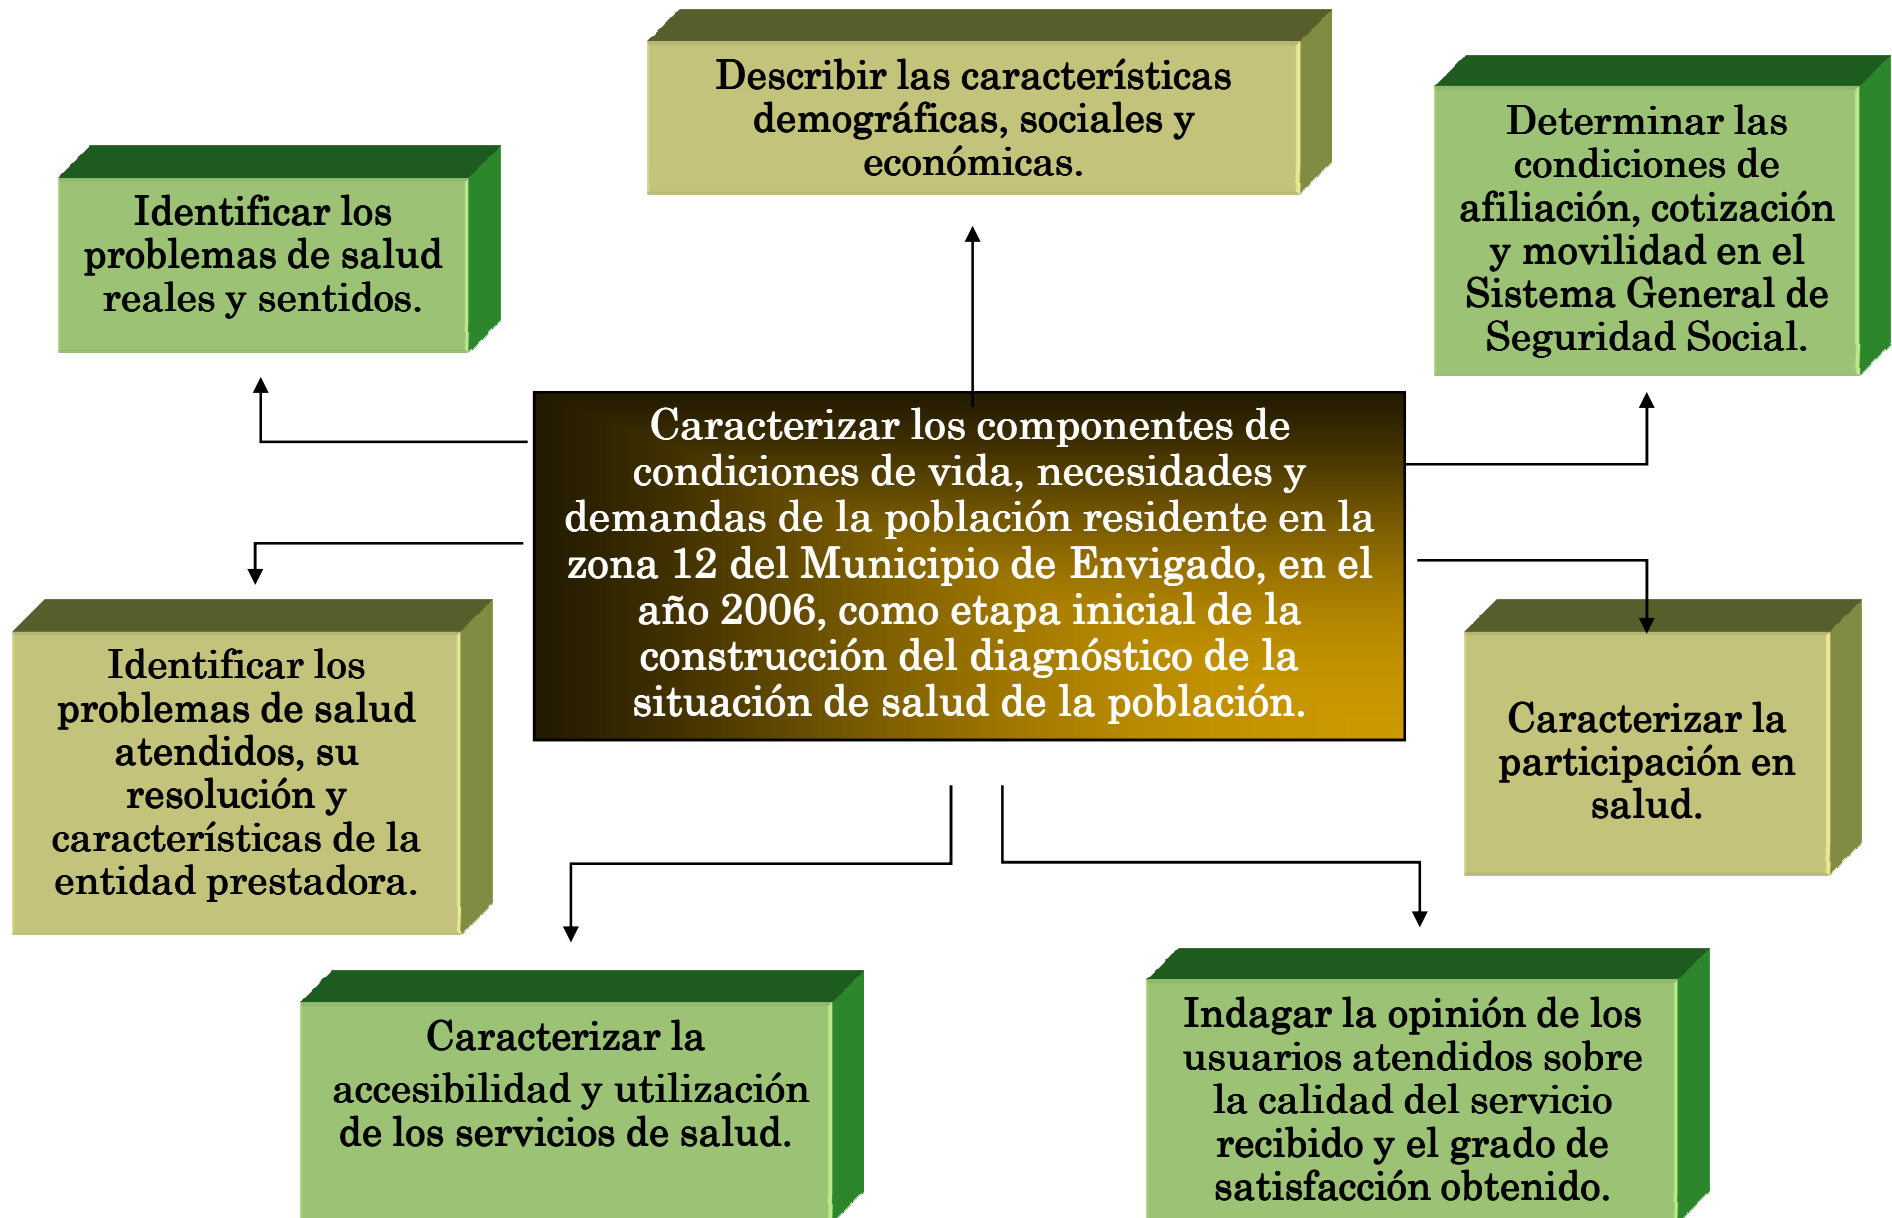 Describir las características
demográficas, sociales y
económicas.
Determinar las
condiciones de
afiliación, cotización
y movilidad en el
Sistema General de
Seguridad Social.
Identificar los
problemas de salud
reales y sentidos.
Caracterizar los componentes de
condiciones de vida, necesidades y
demandas de la población residente en la
zona 12 del Municipio de Envigado, en el
año 2006, como etapa inicial de la
construcción del diagnóstico de la
situación de salud de la población.
Identificar los
problemas de salud
atendidos, su
resolución y
características de la
entidad prestadora.
Caracterizar la
participación en
salud.
Caracterizar la
accesibilidad y utilización
de los servicios de salud.
Indagar la opinión de los
usuarios atendidos sobre
la calidad del servicio
recibido y el grado de
satisfacción obtenido.